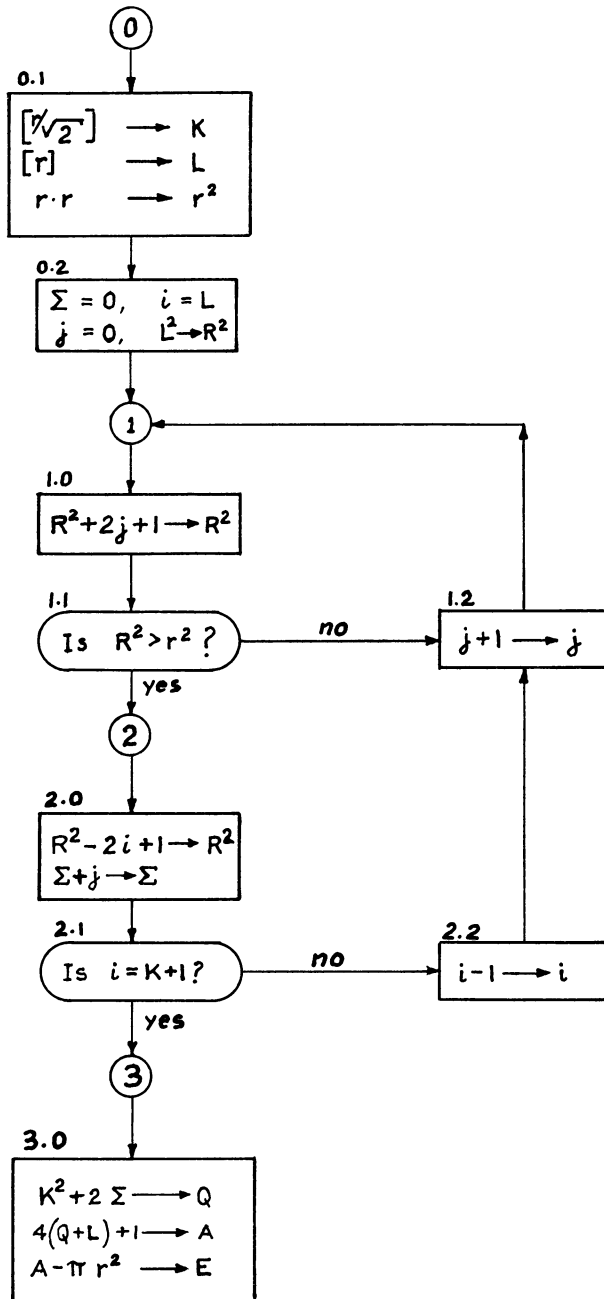 0
0.1
[r/√2] → K
[r] → L
r·r → r²
0.2
Σ = 0, i = L
j = 0, L² → R²
1
1.0
R² + 2j + 1 → R²
1.1
Is R² > r² ?
no
1.2
j + 1 → j
yes
2
2.0
R² - 2i + 1 → R²
Σ + j → Σ
2.1
Is i = K + 1?
no
2.2
i - 1 → i
yes
3
3.0
K² + 2 Σ → Q
4(Q + L) + 1 → A
A - π r² → E